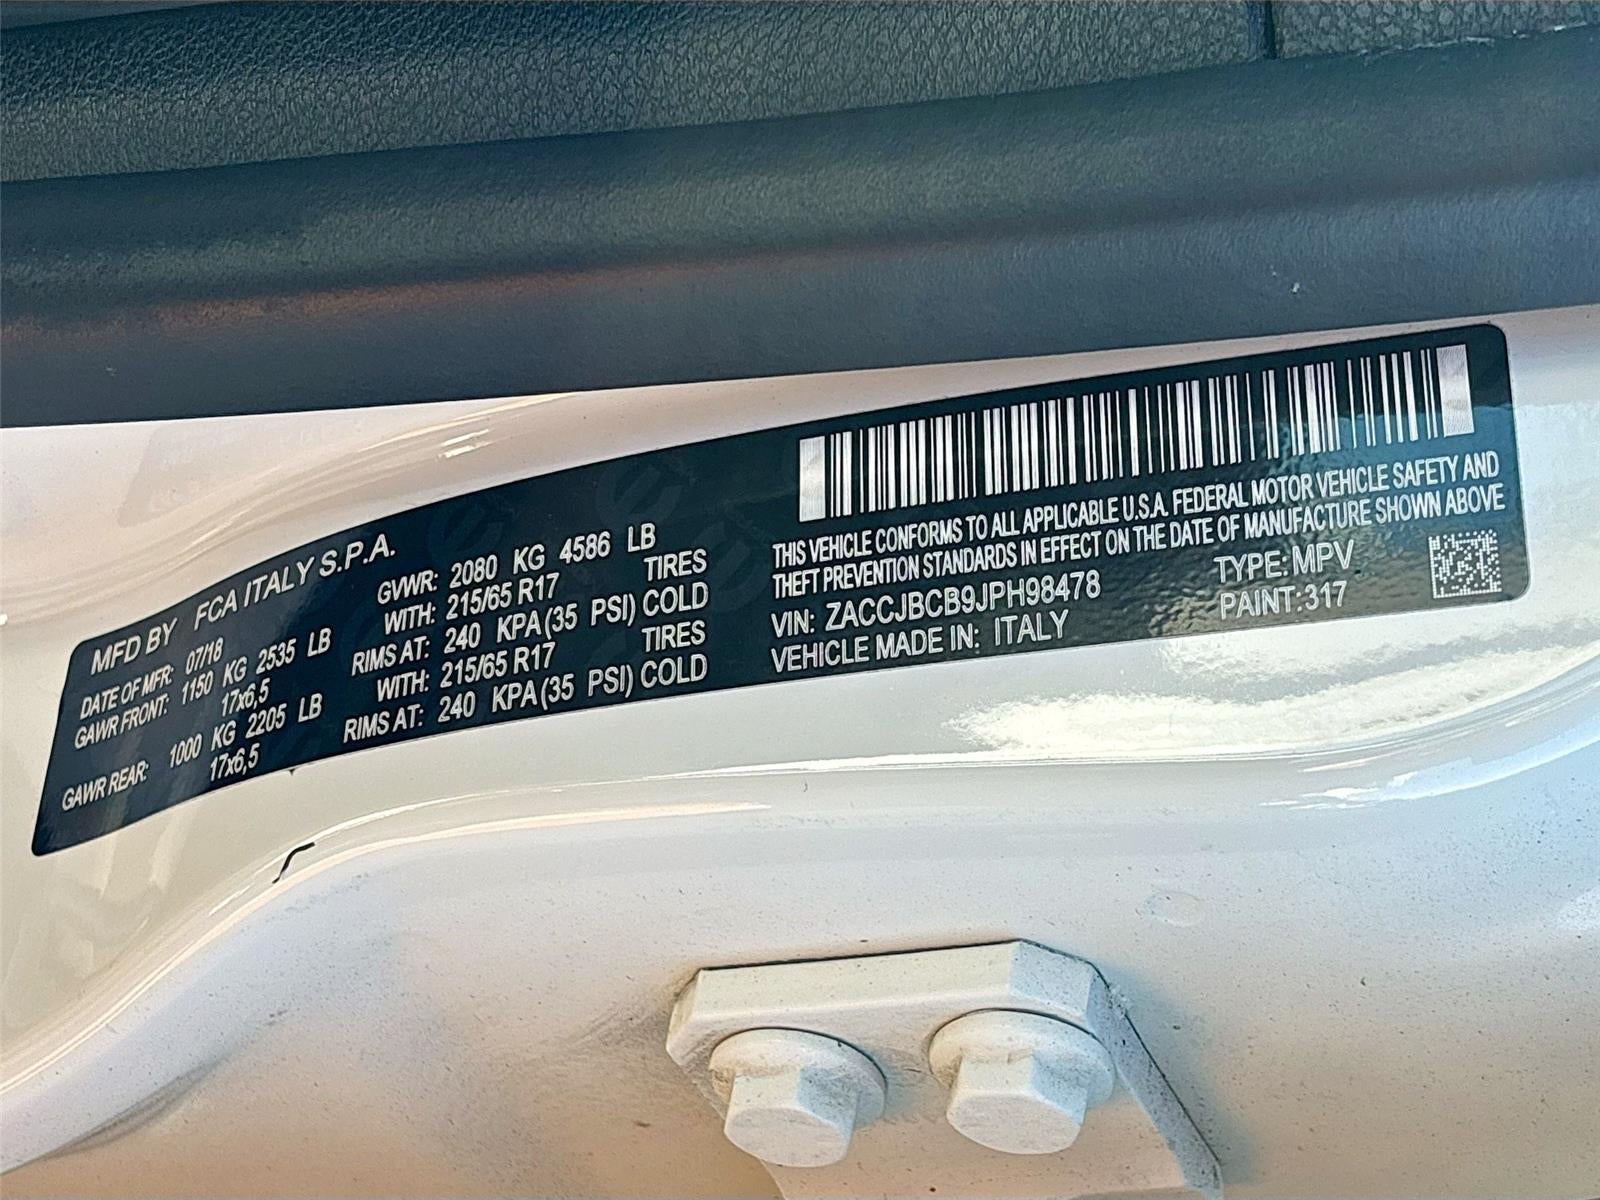 MFD BY FCA ITALY S.P.A.
DATE OF MFR: 07/18 GVWR: 2080 KG 4586 LB
GAWR FRONT: 1150 KG 2535 LB WITH: 215/65 R17 TIRES
17x6,5 RIMS AT: 240 KPA(35 PSI) COLD
GAWR REAR: 1000 KG 2205 LB WITH: 215/65 R17 TIRES
17x6,5 RIMS AT: 240 KPA(35 PSI) COLD
THIS VEHICLE CONFORMS TO ALL APPLICABLE U.S.A. FEDERAL MOTOR VEHICLE SAFETY AND
THEFT PREVENTION STANDARDS IN EFFECT ON THE DATE OF MANUFACTURE SHOWN ABOVE
VIN: ZACCJBCB9JPH98478 TYPE: MPV
VEHICLE MADE IN: ITALY PAINT:317